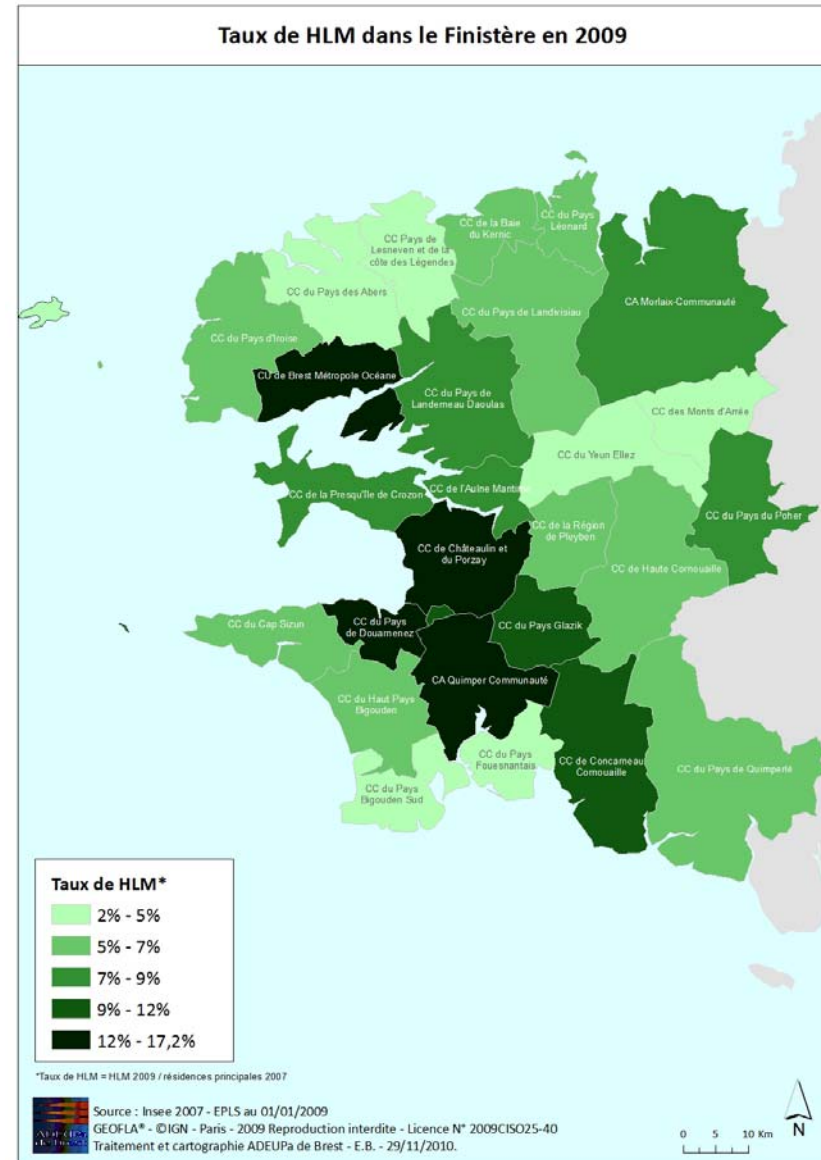 Taux de HLM dans le Finistère en 2009
CC de la Baie
du Kernic
CC du Pays
Léonard
CC Pays de
Lesneven et de la
côte des Légendes
CC du Pays des Abers
CC du Pays de Landivisiau
CA Morlaix-Communauté
CC du Pays d'Iroise
CU de Brest Métropole Océane
CC du Pays de
Landerneau Daoulas
CC des Monts d'Arrée
CC du Yeun Ellez
CC de la Presqu'île de Crozon
CC de l'Aulne Maritime
CC du Pays du Poher
CC de la Région
de Pleyben
CC de Châteaulin et
du Porzay
CC de Haute Cornouaille
CC du Cap Sizun
CC du Pays
de Douarnenez
CC du Pays Glazik
CA Quimper Communauté
CC du Haut Pays
Bigouden
CC du Pays
Fouesnantais
CC de Concarneau
Cornouaille
CC du Pays de Quimperlé
CC du Pays
Bigouden Sud
Taux de HLM*
2% - 5%
5% - 7%
7% - 9%
9% - 12%
12% - 17,2%
*Taux de HLM = HLM 2009 / résidences principales 2007
ADEUPa
de Brest
Source : Insee 2007 - EPLS au 01/01/2009
GEOFLA® - ©IGN - Paris - 2009 Reproduction interdite - Licence N° 2009CISO25-40
Traitement et cartographie ADEUPa de Brest - E.B. - 29/11/2010.
N
0 5 10 Km